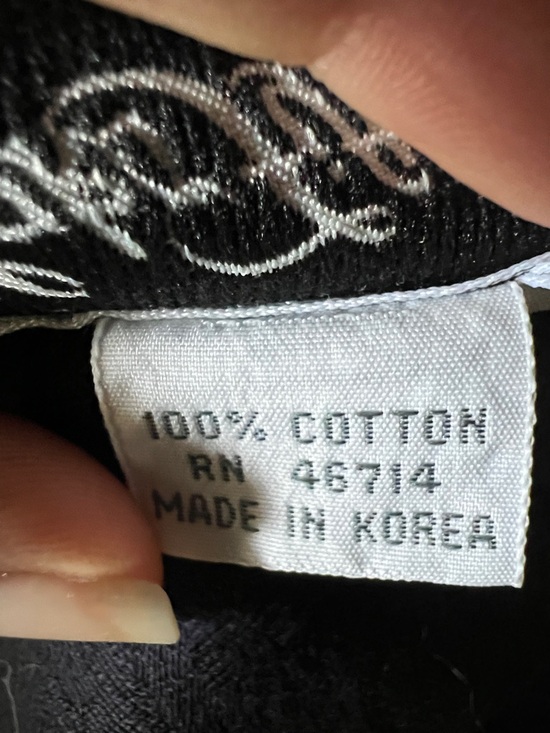 100% COTTON
RN 46714
MADE IN KOREA